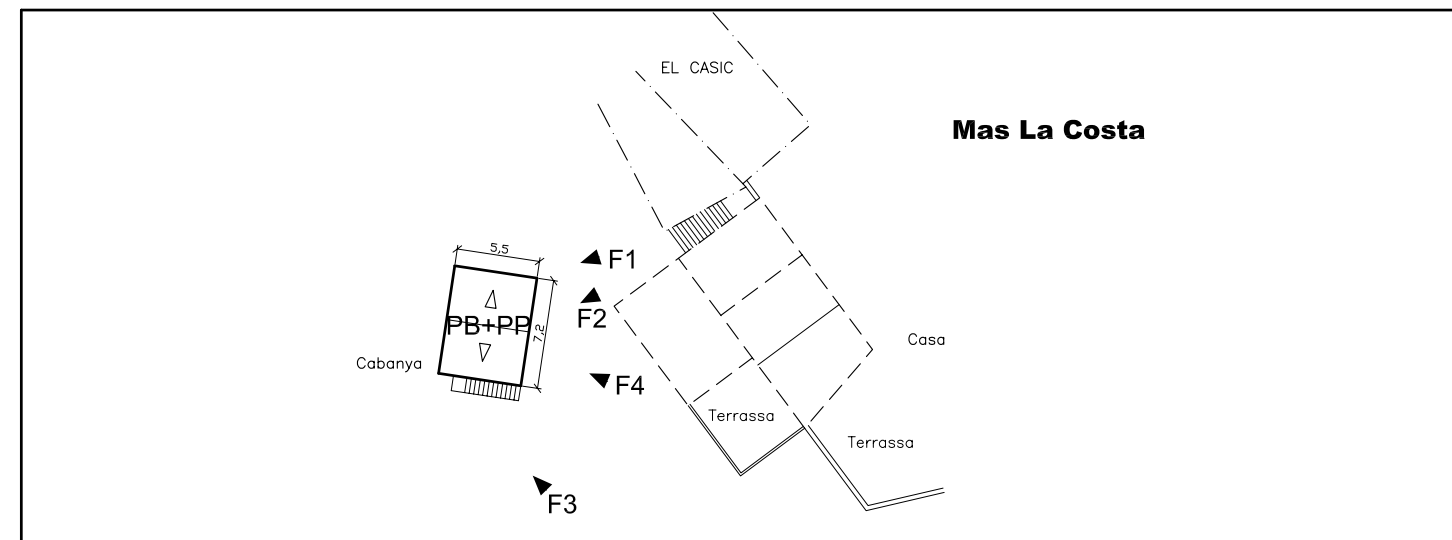 EL CASIC
Mas La Costa
5,5
F1
F2
PB+PP
7,2
Casa
Cabanya
F4
Terrassa
Terrassa
F3